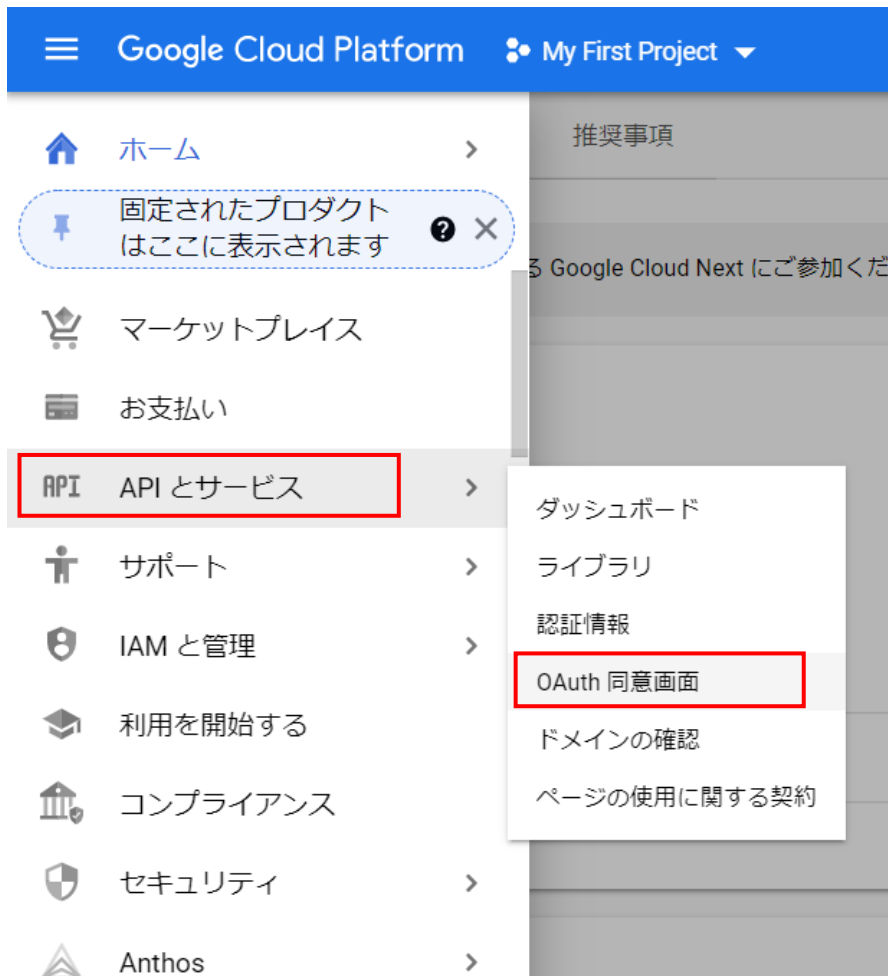 Google Cloud Platform
My First Project
ホーム
推奨事項
固定されたプロダクト
はここに表示されます
る Google Cloud Next にご参加くだ
マーケットプレイス
お支払い
API
API とサービス
サポート
IAM と管理
利用を開始する
コンプライアンス
セキュリティ
Anthos
ダッシュボード
ライブラリ
認証情報
OAuth 同意画面
ドメインの確認
ページの使用に関する契約